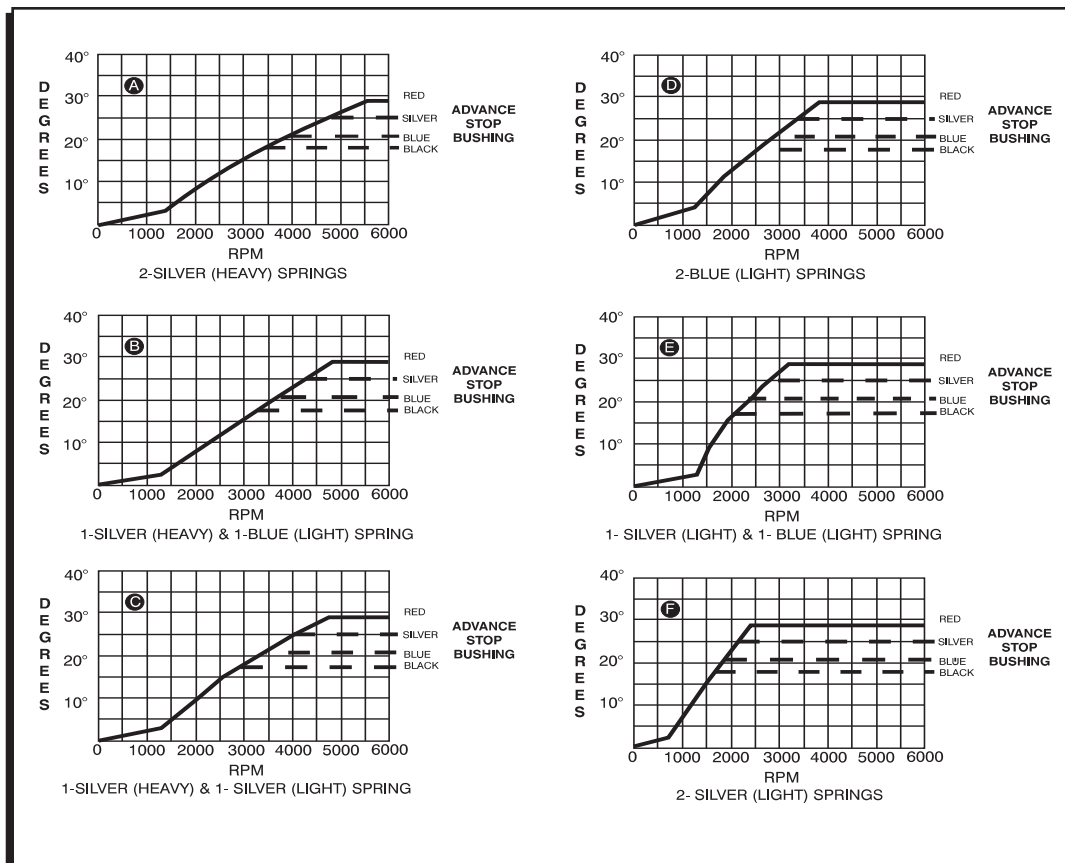 A
DEGREES
40°
30°
20°
10°
0 1000 2000 3000 4000 5000 6000
RPM
2-SILVER (HEAVY) SPRINGS
RED
SILVER
BLUE
BLACK
ADVANCE
STOP
BUSHING
D
DEGREES
40°
30°
20°
10°
0 1000 2000 3000 4000 5000 6000
RPM
2-BLUE (LIGHT) SPRINGS
RED
SILVER
BLUE
BLACK
ADVANCE
STOP
BUSHING
B
DEGREES
40°
30°
20°
10°
0 1000 2000 3000 4000 5000 6000
RPM
1-SILVER (HEAVY) & 1-BLUE (LIGHT) SPRING
RED
SILVER
BLUE
BLACK
ADVANCE
STOP
BUSHING
E
DEGREES
40°
30°
20°
10°
0 1000 2000 3000 4000 5000 6000
RPM
1- SILVER (LIGHT) & 1- BLUE (LIGHT) SPRING
RED
SILVER
BLUE
BLACK
ADVANCE
STOP
BUSHING
C
DEGREES
40°
30°
20°
10°
0 1000 2000 3000 4000 5000 6000
RPM
1-SILVER (HEAVY) & 1- SILVER (LIGHT) SPRING
RED
SILVER
BLUE
BLACK
ADVANCE
STOP
BUSHING
F
DEGREES
40°
30°
20°
10°
0 1000 2000 3000 4000 5000 6000
RPM
2- SILVER (LIGHT) SPRINGS
RED
SILVER
BLUE
BLACK
ADVANCE
STOP
BUSHING